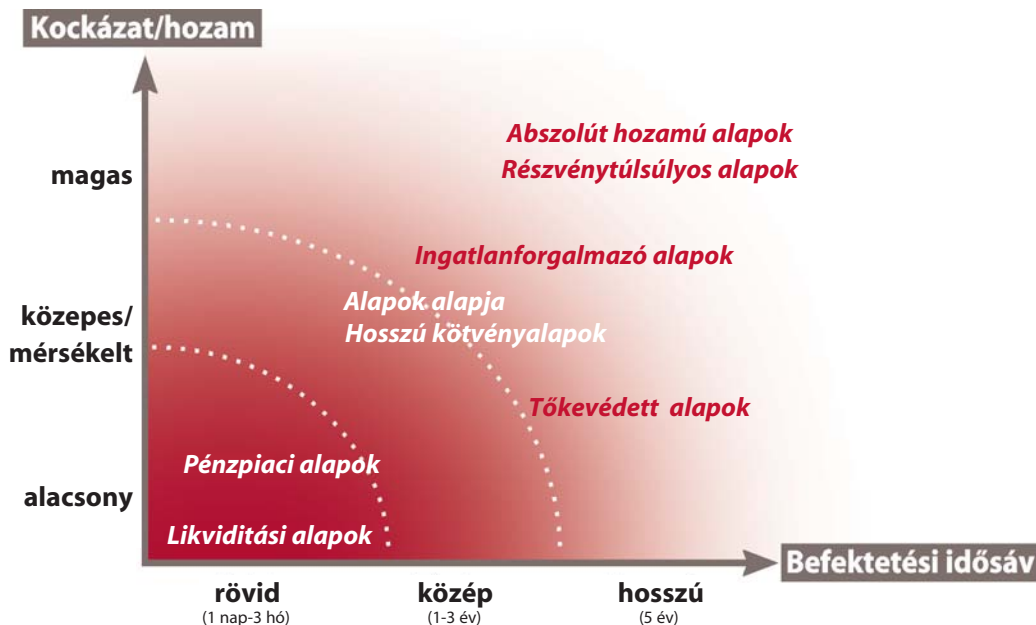 Kockázat/hozam
Abszolút hozamú alapok
magas
Részvénytúlsúlyos alapok
Ingatlanforgalmazó alapok
Alapok alapja
közepes/
Hosszú kötvényalapok
mérsékelt
Tőkevédett alapok
Pénzpiaci alapok
alacsony
Likviditási alapok
Befektetési idősáv
rövid
közép
hosszú
(1 nap-3 hó)
(1-3 év)
(5 év)